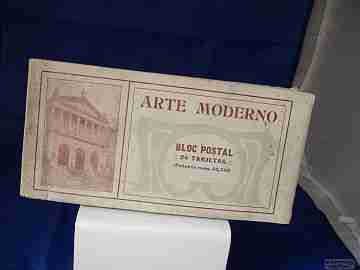 ARTE MODERNO
BLOC POSTAL
24 TARJETAS